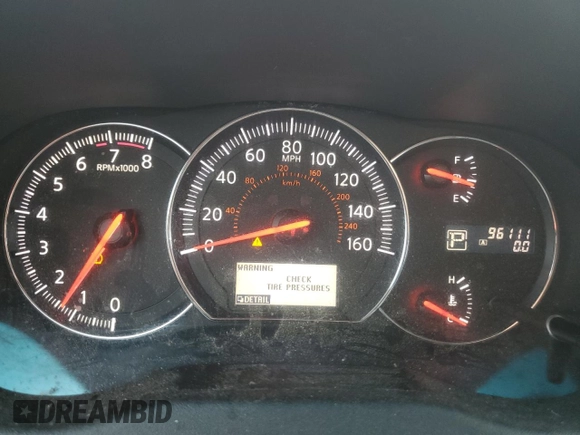 0 1 2 3 4 5 6 7 8
RPMx1000
0 20 40 60 80 100 120 140 160
MPH
40 80 120 160 200 240
km/h
WARNING
CHECK
TIRE PRESSURES
DETAIL
F
E
P
A 96111
0.0
H
C
DREAMBID